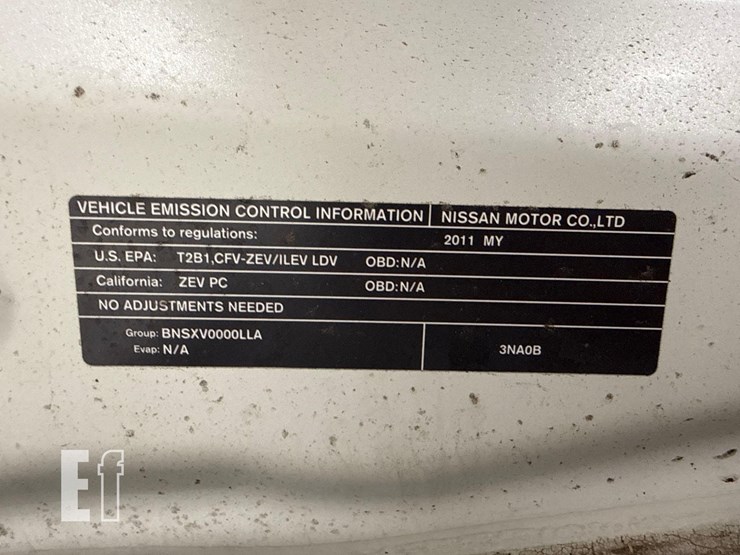 VEHICLE EMISSION CONTROL INFORMATION NISSAN MOTOR CO.,LTD
Conforms to regulations: 2011 MY
U.S. EPA: T2B1,CFV-ZEV/ILEV LDV OBD:N/A
California: ZEV PC OBD:N/A
NO ADJUSTMENTS NEEDED
Group: BNSXV0000LLA
Evap: N/A 3NA0B
Ef